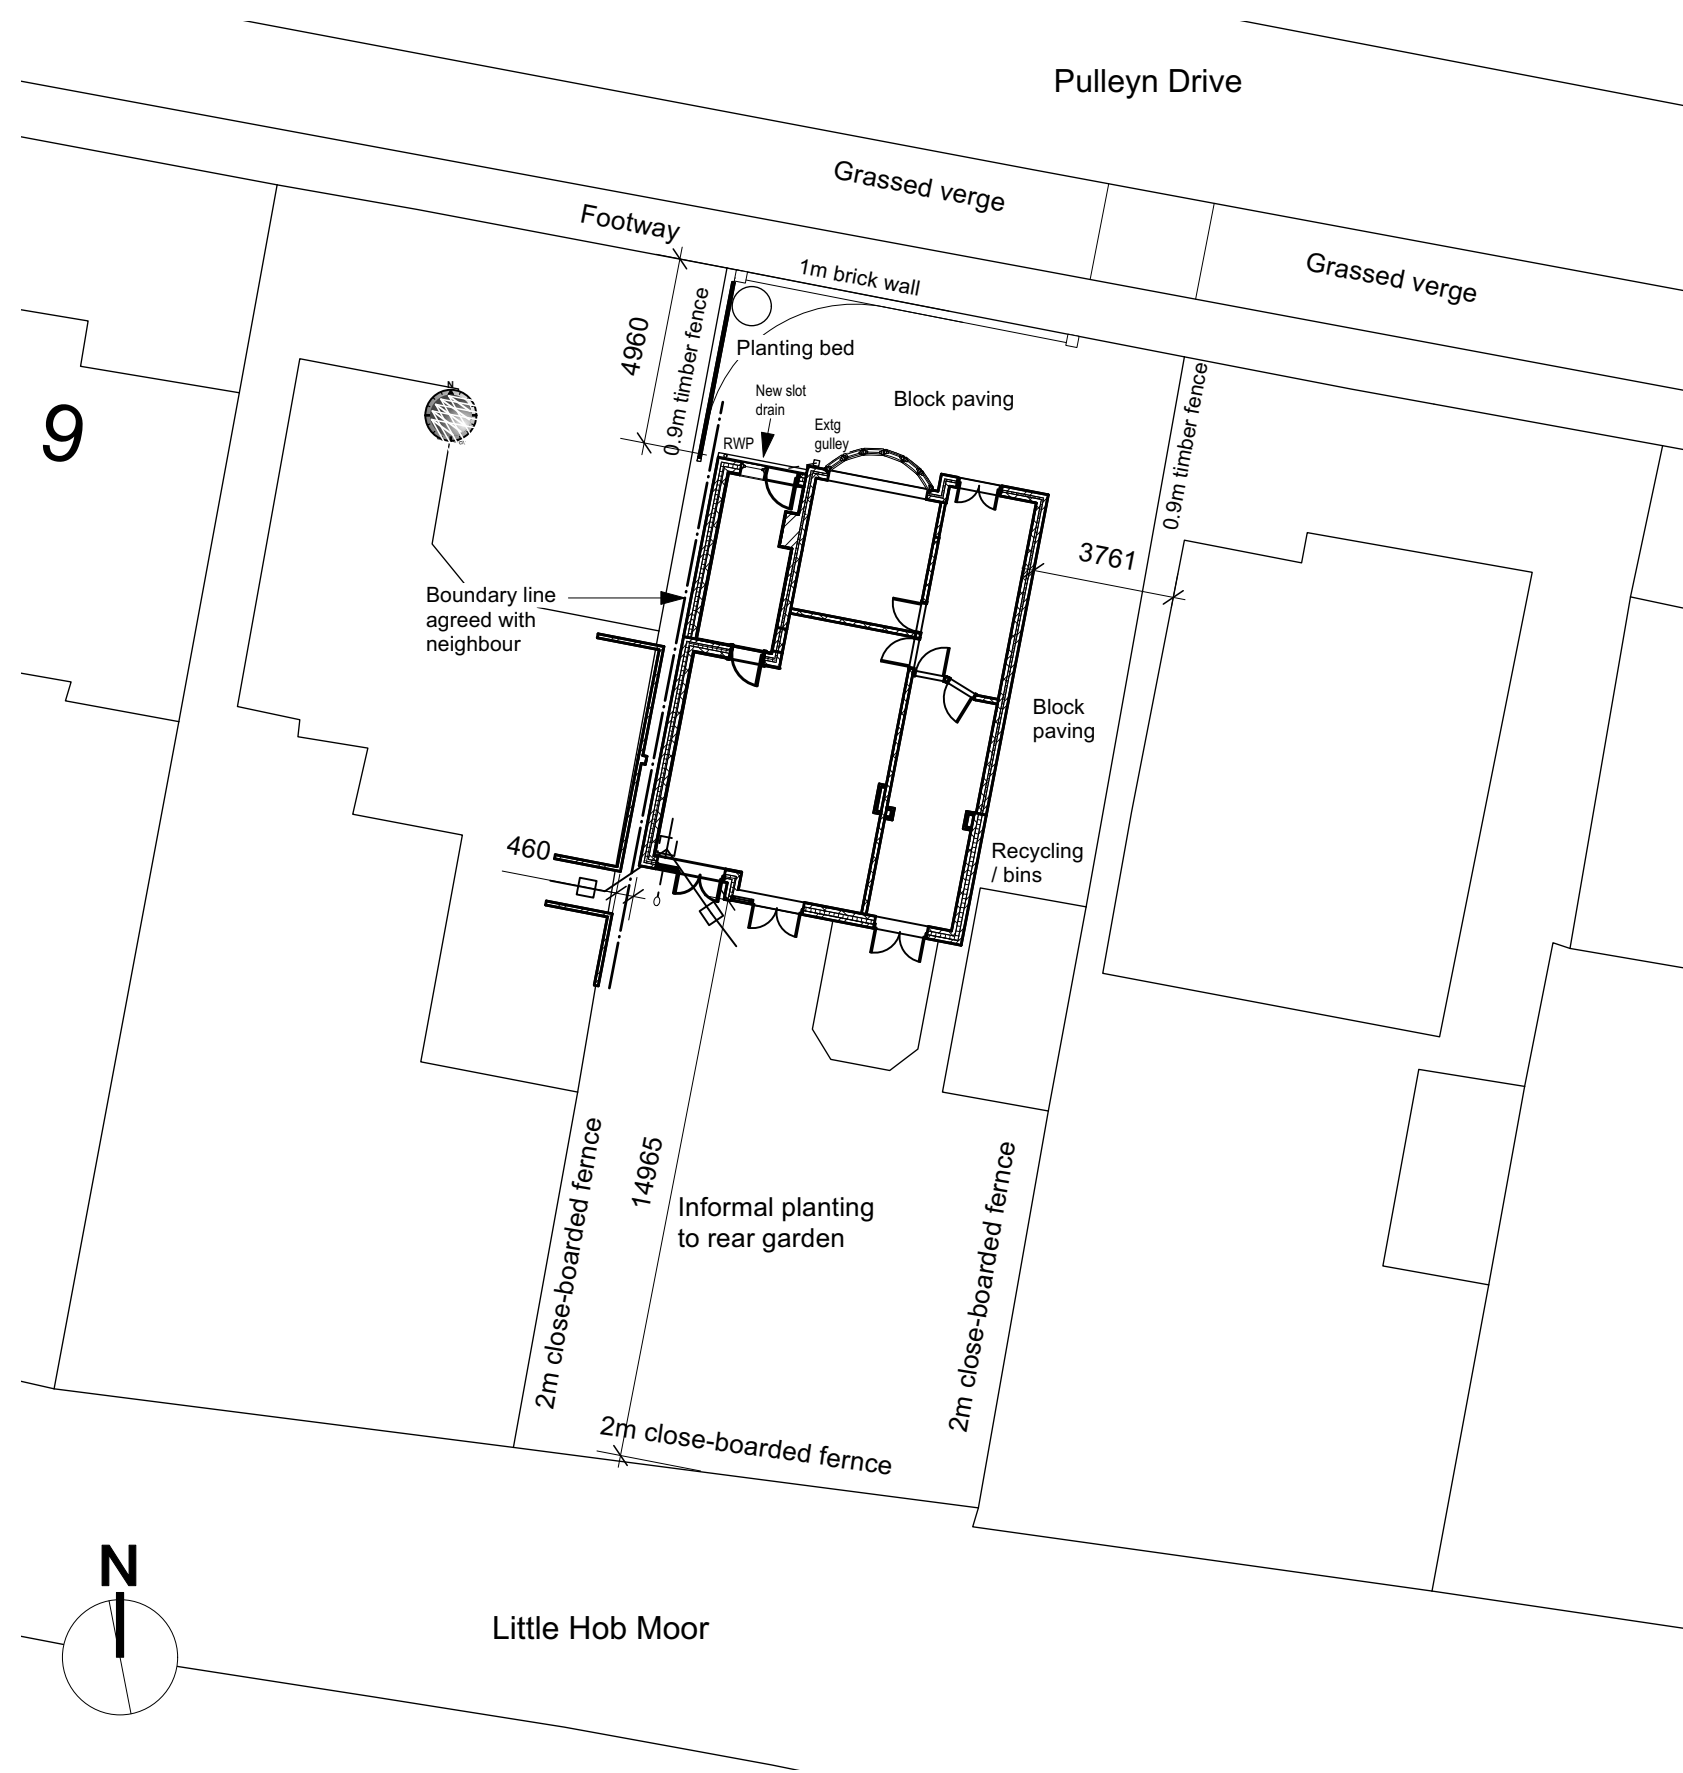 Pulleyn Drive
Grassed verge
Footway
Grassed verge
1m brick wall
4960
0.9m timber fence
Planting bed
0.9m timber fence
New slot
drain
Block paving
9
N
Extg
gulley
RWP
3761
Boundary line
agreed with
neighbour
Block
paving
460
Recycling
/ bins
2m close-boarded fernce
14965
Informal planting
to rear garden
2m close-boarded fernce
2m close-boarded fernce
N
Little Hob Moor